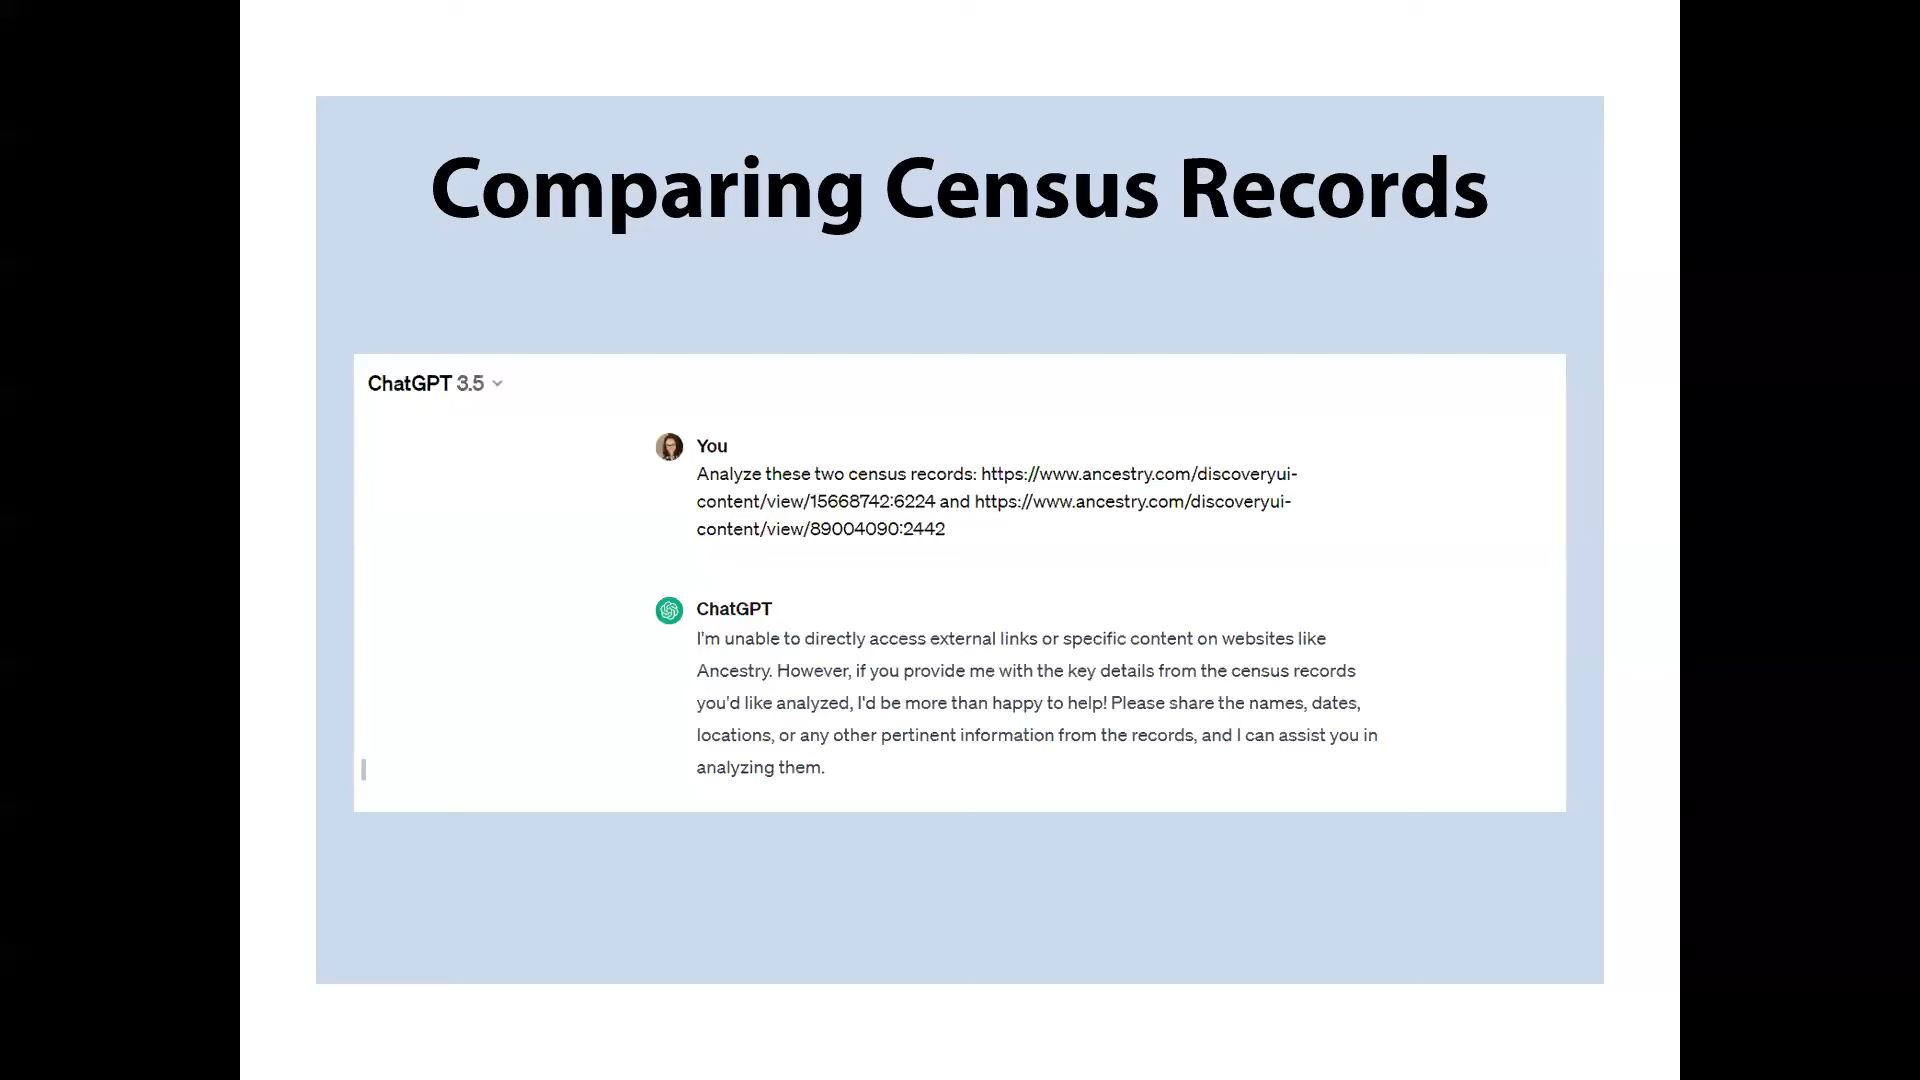 Comparing Census Records
ChatGPT 3.5
You
Analyze these two census records: https://www.ancestry.com/discoveryui-
content/view/15668742:6224 and https://www.ancestry.com/discoveryui-
content/view/89004090:2442
ChatGPT
I'm unable to directly access external links or specific content on websites like
Ancestry. However, if you provide me with the key details from the census records
you'd like analyzed, I'd be more than happy to help! Please share the names, dates,
locations, or any other pertinent information from the records, and I can assist you in
analyzing them.